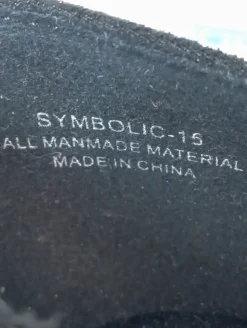 SYMBOLIC-15
ALL MANMADE MATERIAL
MADE IN CHINA